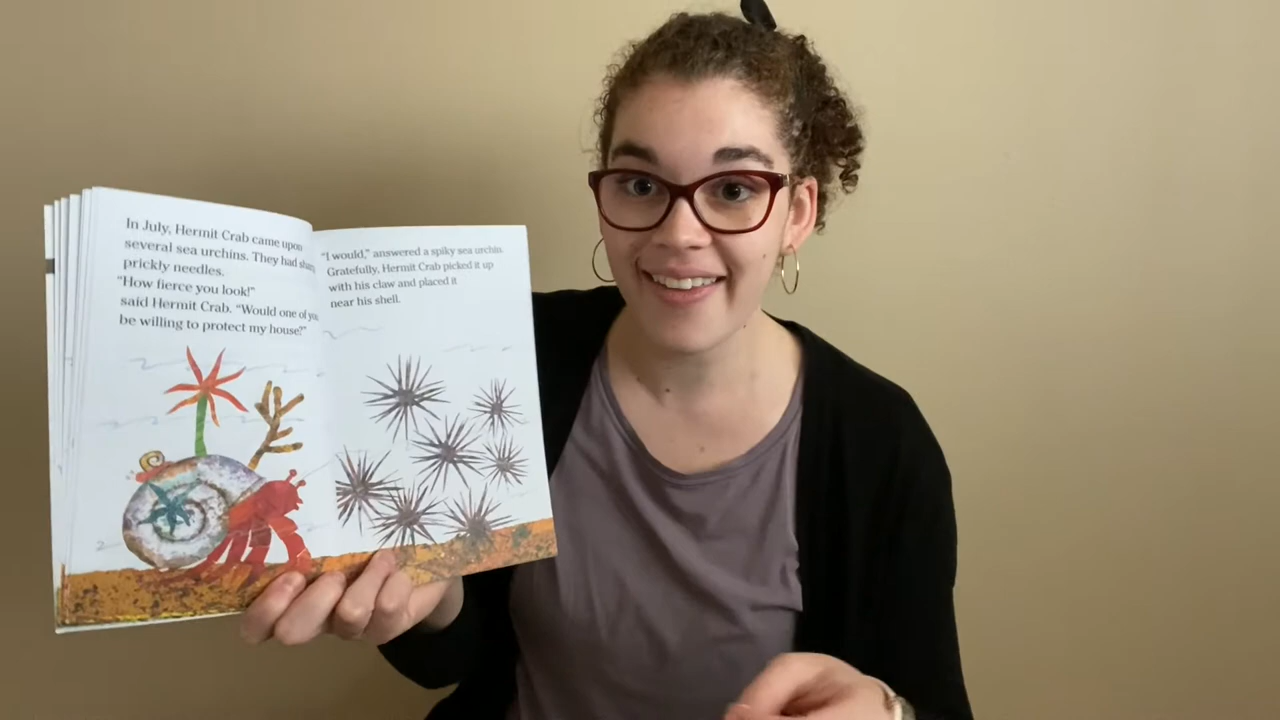 In July, Hermit Crab came upon
several sea urchins. They had
prickly needles.
"How fierce you look!"
said Hermit Crab. "Would one of
be willing to protect my house?"
"I would," answered a spiky sea urchin.
Gratefully, Hermit Crab picked it up
with his claw and placed it
near his shell.